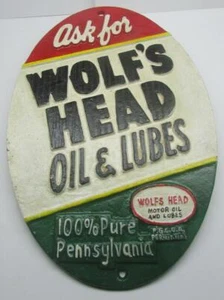 Ask for
WOLF'S
HEAD
OIL & LUBES
WOLFS HEAD
MOTOR OIL
AND LUBES
100% Pure
Pennsylvania